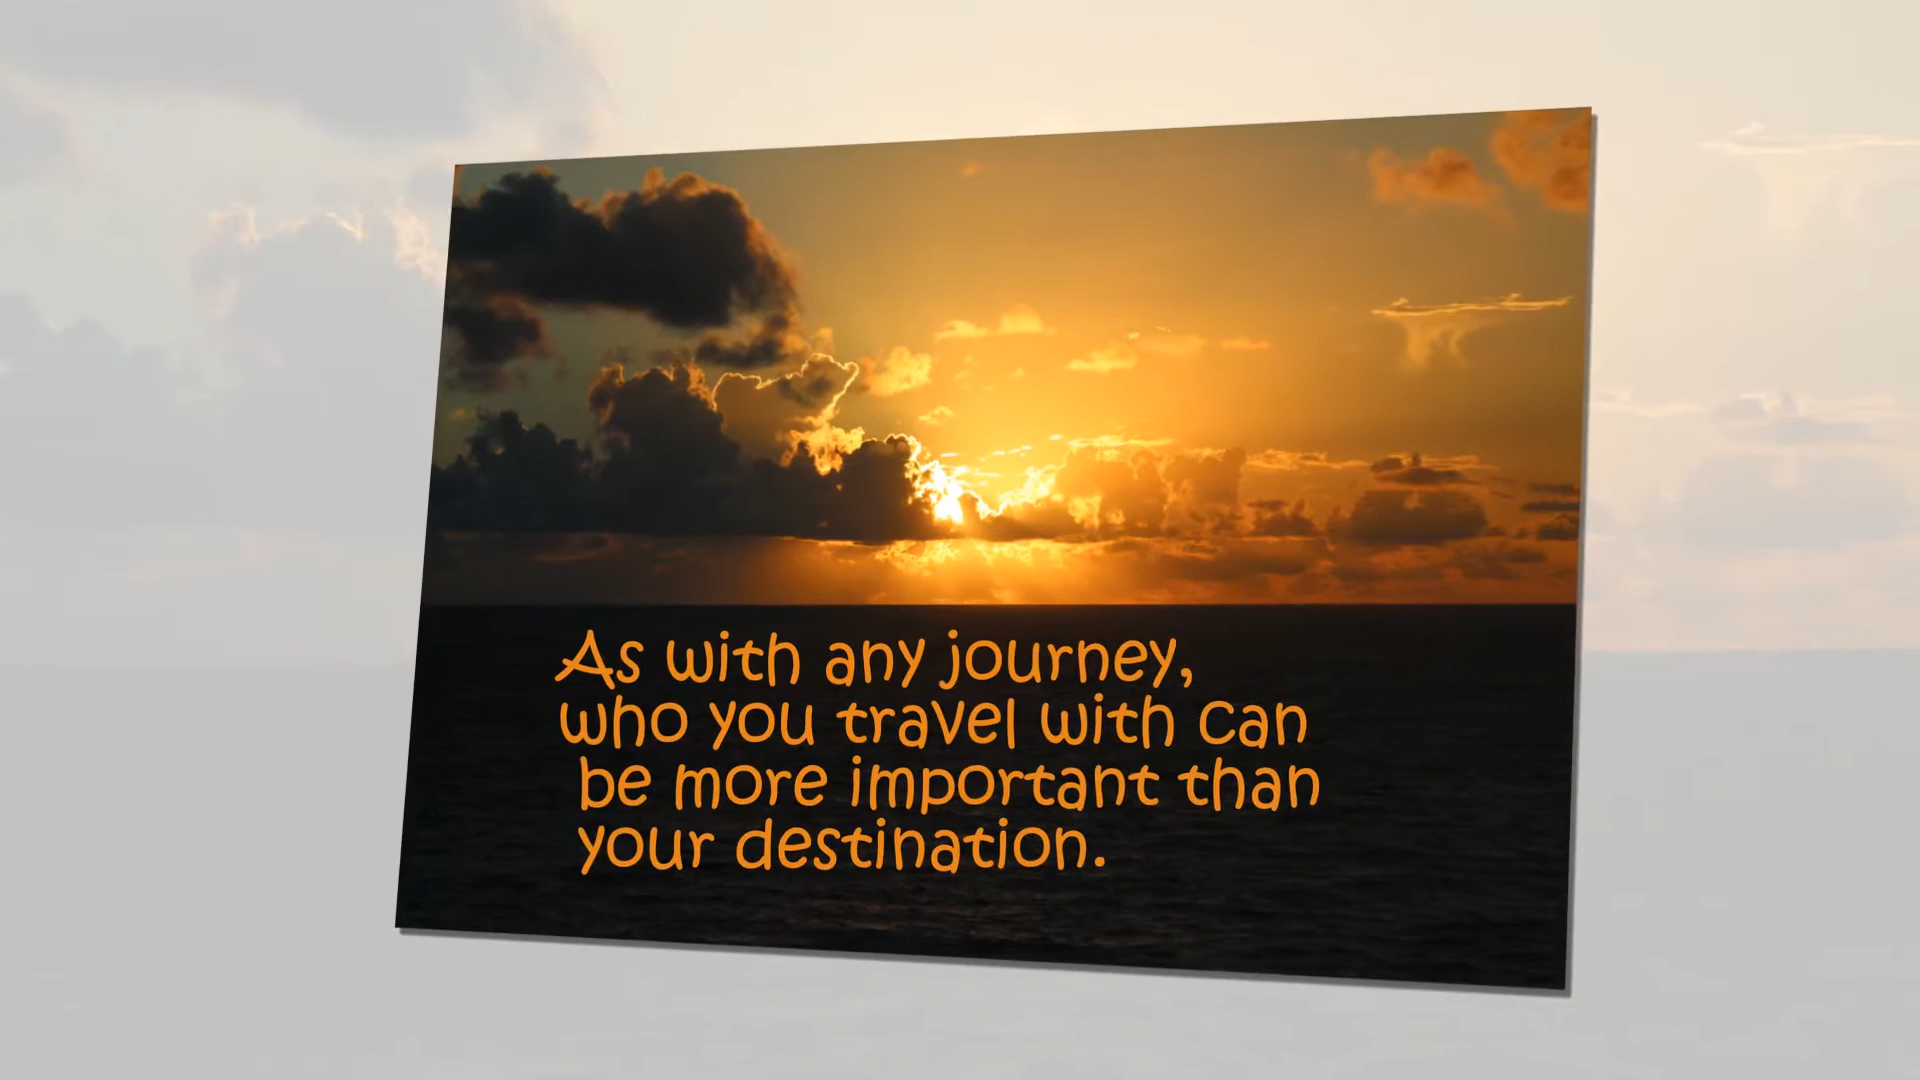 As with any journey,
who you travel with can
be more important than
your destination.